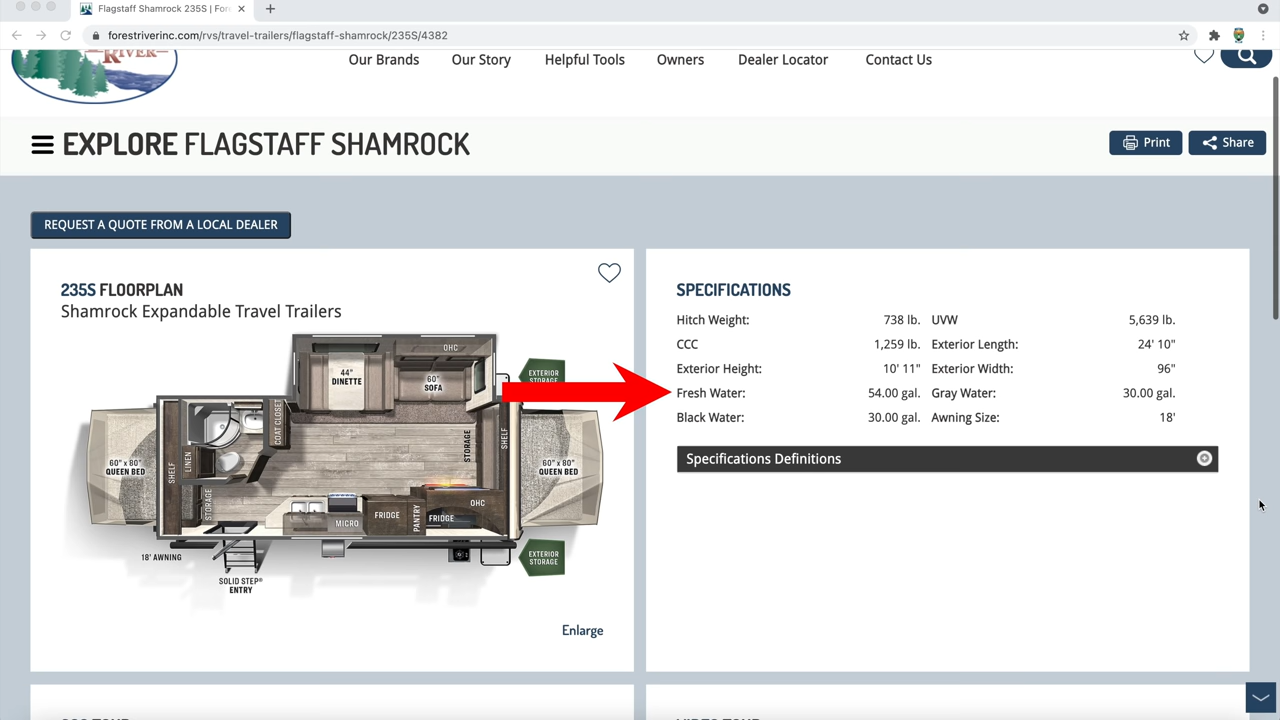 Flagstaff Shamrock 235S | For
forestriverinc.com/rvs/travel-trailers/flagstaff-shamrock/235S/4382
RIVER
Our Brands Our Story Helpful Tools Owners Dealer Locator Contact Us
EXPLORE FLAGSTAFF SHAMROCK
Print Share
REQUEST A QUOTE FROM A LOCAL DEALER
235S FLOORPLAN
Shamrock Expandable Travel Trailers
OHC
44"
DINETTE
60"
SOFA
EXTERIOR
STORAGE
COAT CLOSET
STORAGE
SHELF
60" x 80"
QUEEN BED
SHELF
LINEN
60" x 80"
QUEEN BED
STORAGE
MICRO
FRIDGE
PANTRY
FRIDGE
OHC
18' AWNING
SOLID STEP®
ENTRY
EXTERIOR
STORAGE
Enlarge
SPECIFICATIONS
Hitch Weight: 738 lb. UVW 5,639 lb.
CCC 1,259 lb. Exterior Length: 24' 10"
Exterior Height: 10' 11" Exterior Width: 96"
Fresh Water: 54.00 gal. Gray Water: 30.00 gal.
Black Water: 30.00 gal. Awning Size: 18'
Specifications Definitions